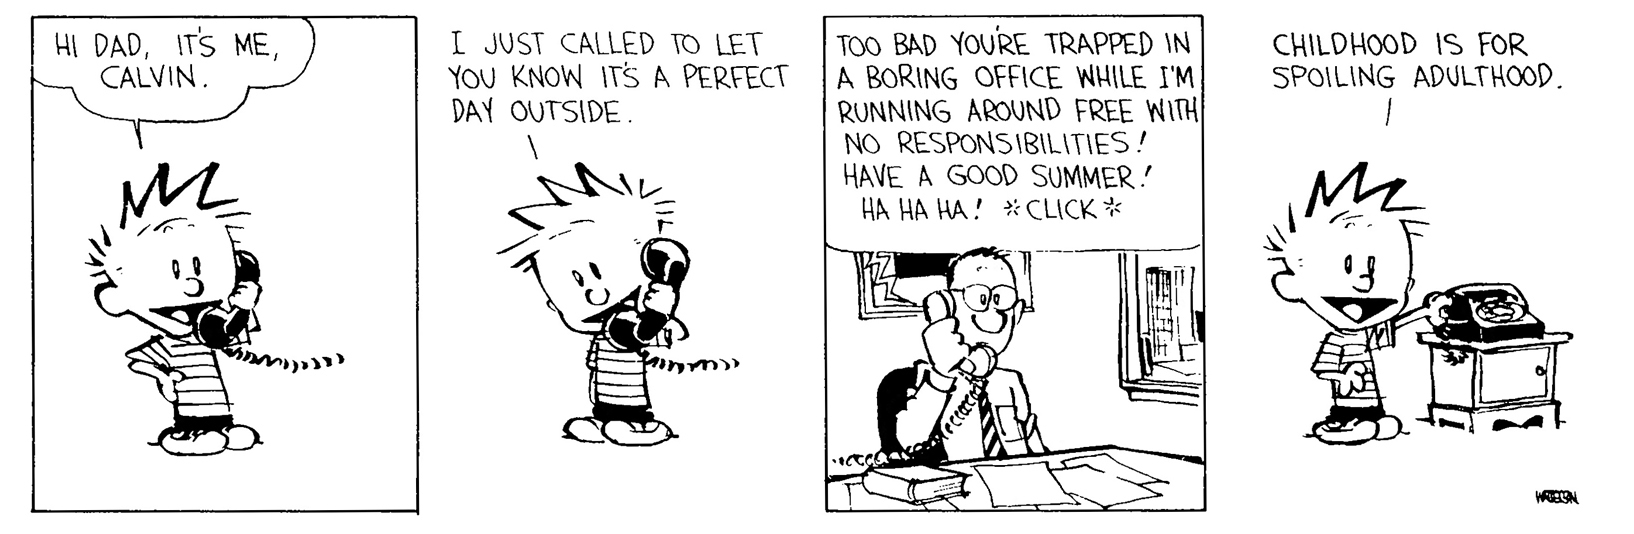 HI DAD, IT'S ME,
CALVIN.
I JUST CALLED TO LET
YOU KNOW IT'S A PERFECT
DAY OUTSIDE.
TOO BAD YOU'RE TRAPPED IN
A BORING OFFICE WHILE I'M
RUNNING AROUND FREE WITH
NO RESPONSIBILITIES!
HAVE A GOOD SUMMER!
HA HA HA! *CLICK*
CHILDHOOD IS FOR
SPOILING ADULTHOOD.
WATTERSON